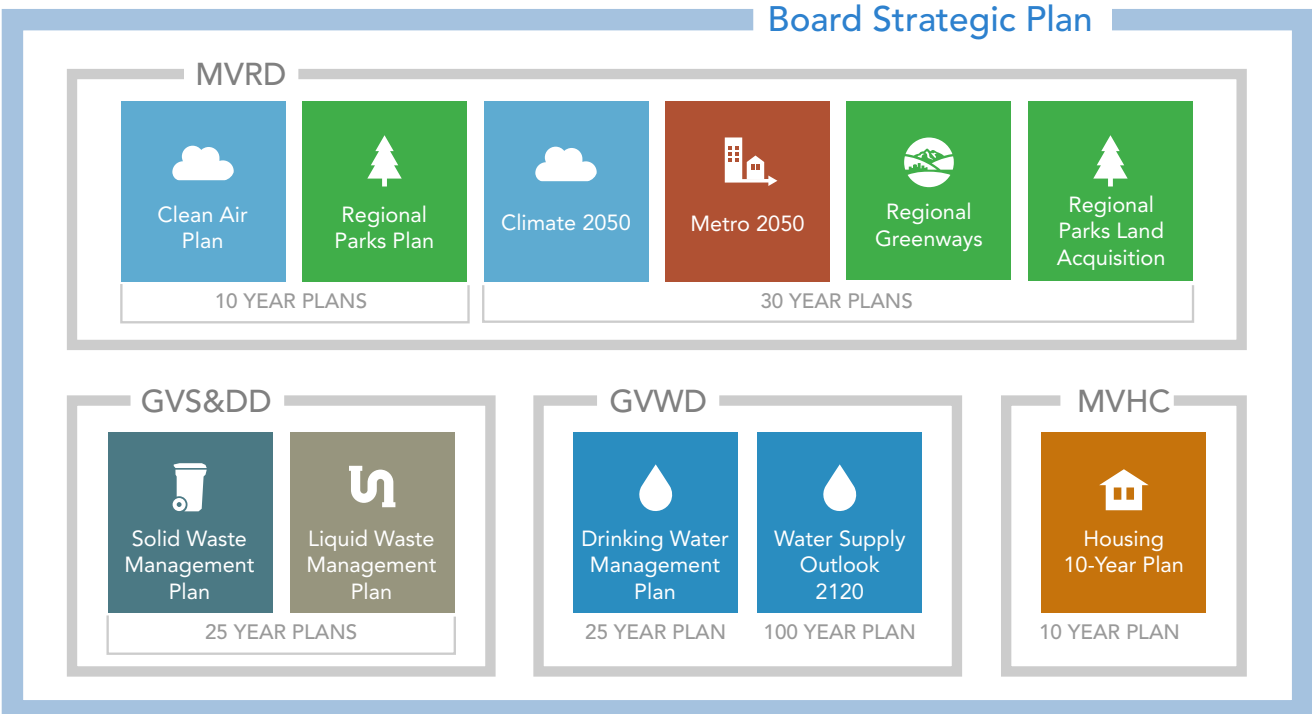 Board Strategic Plan
MVRD
Clean Air
Plan
Regional
Parks Plan
Climate 2050
Metro 2050
Regional
Greenways
Regional
Parks Land
Acquisition
10 YEAR PLANS
30 YEAR PLANS
GVS&DD
Solid Waste
Management
Plan
Liquid Waste
Management
Plan
25 YEAR PLANS
GVWD
Drinking Water
Management
Plan
Water Supply
Outlook
2120
25 YEAR PLAN
100 YEAR PLAN
MVHC
Housing
10-Year Plan
10 YEAR PLAN